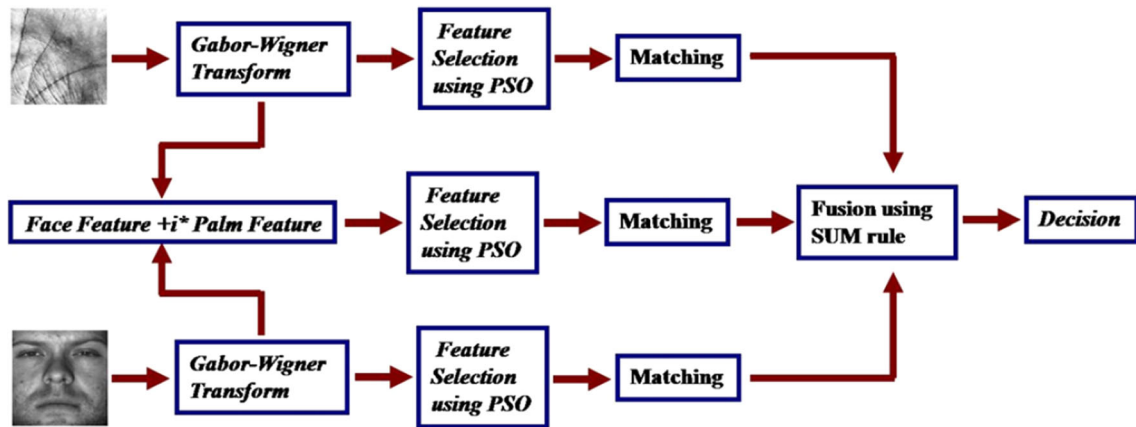 Gabor-Wigner
Transform
Feature
Selection
using PSO
Matching
Face Feature +i* Palm Feature
Feature
Selection
using PSO
Matching
Fusion using
SUM rule
Decision
Gabor-Wigner
Transform
Feature
Selection
using PSO
Matching